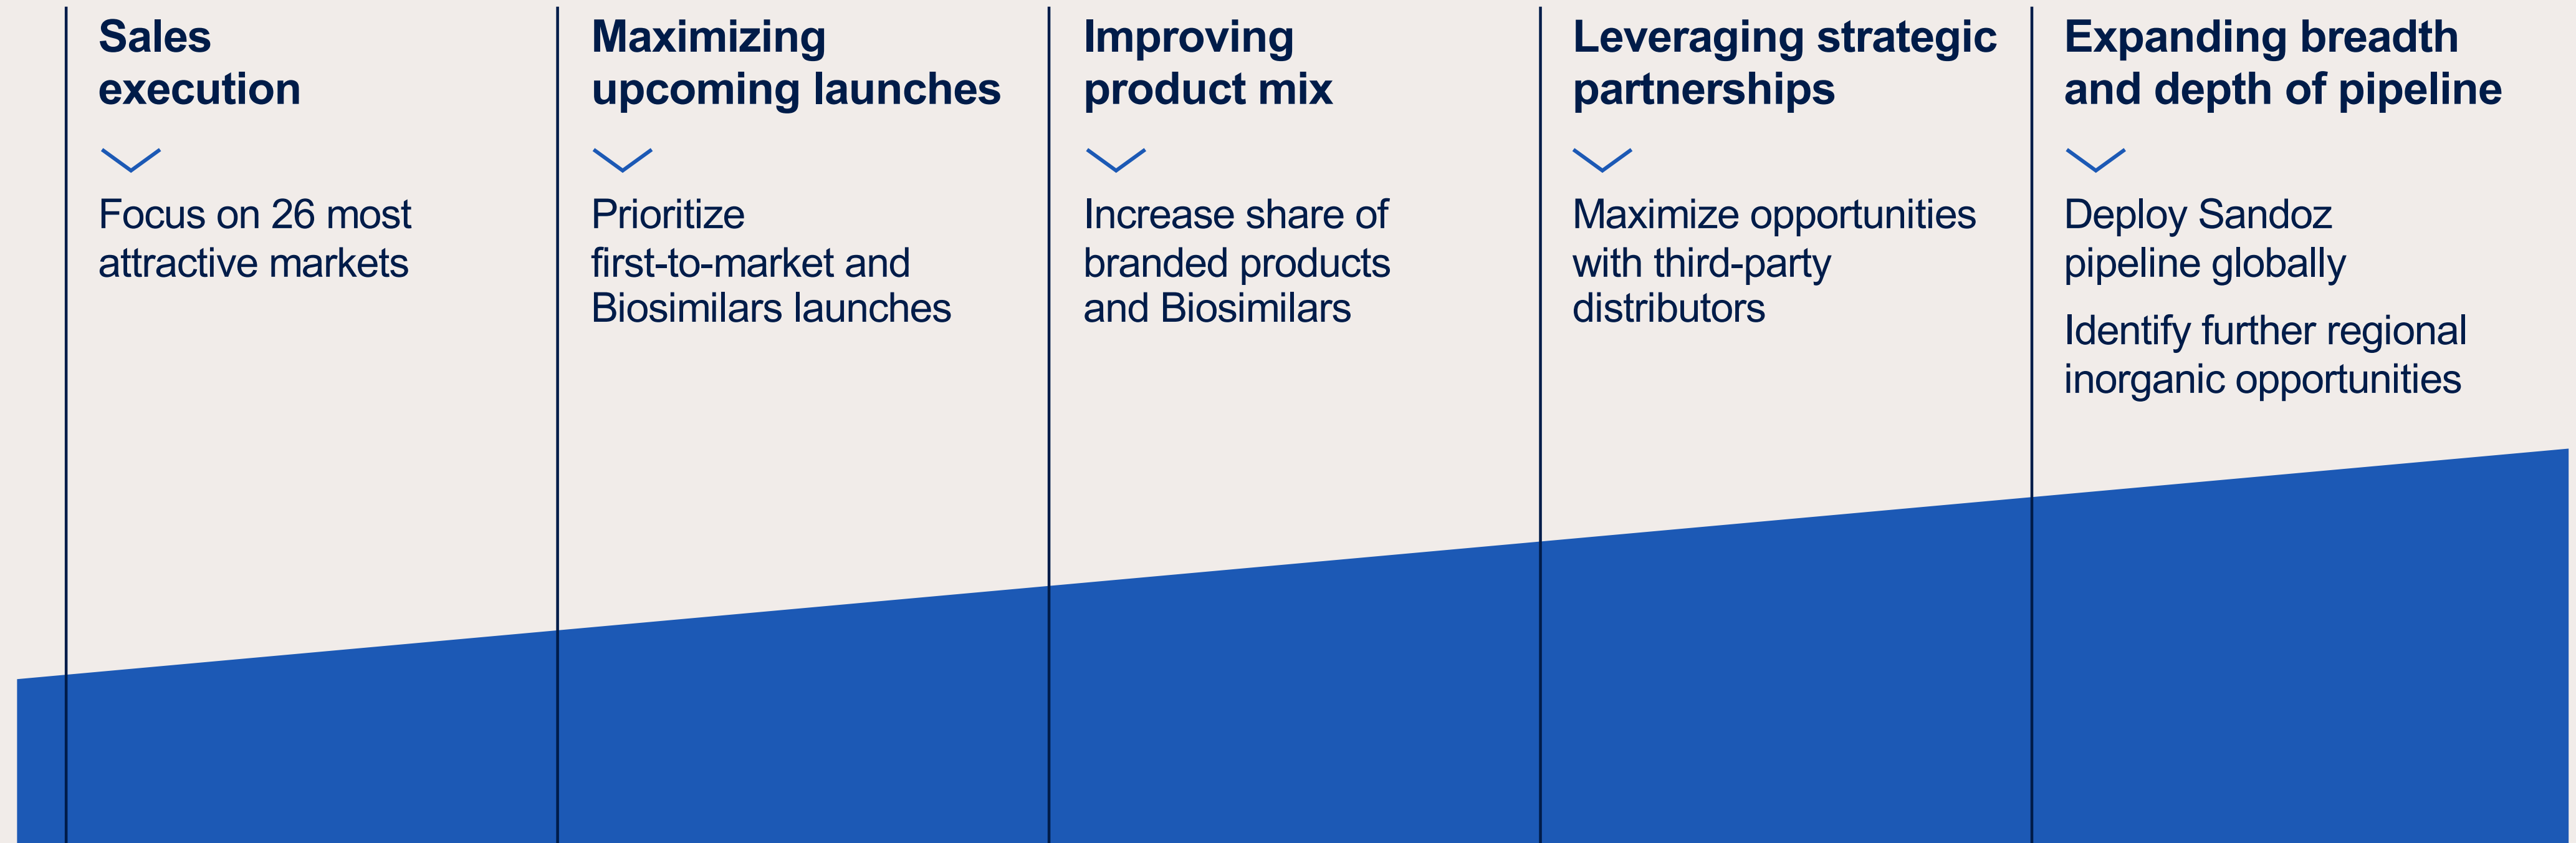 Sales
execution
Focus on 26 most
attractive markets
Maximizing
upcoming launches
Prioritize
first-to-market and
Biosimilars launches
Improving
product mix
Increase share of
branded products
and Biosimilars
Leveraging strategic
partnerships
Maximize opportunities
with third-party
distributors
Expanding breadth
and depth of pipeline
Deploy Sandoz
pipeline globally
Identify further regional
inorganic opportunities